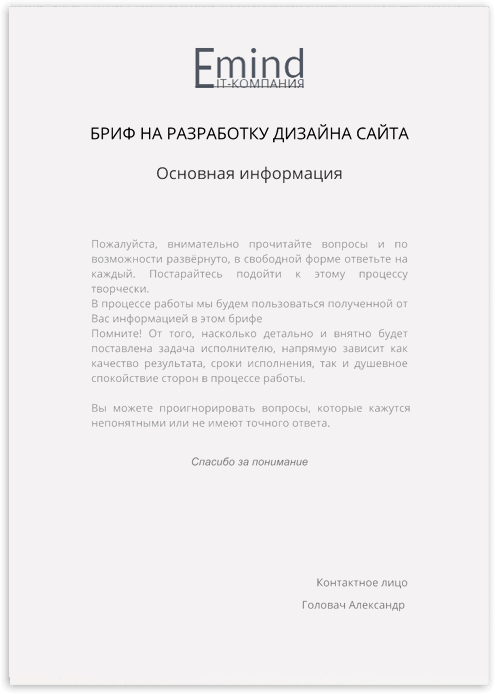 Emind
IT-КОМПАНИЯ
БРИФ НА РАЗРАБОТКУ ДИЗАЙНА САЙТА
Основная информация
Пожалуйста, внимательно прочитайте вопросы и по
возможности развёрнуто, в свободной форме ответьте на
каждый. Постарайтесь подойти к этому процессу
творчески.
В процессе работы мы будем пользоваться полученной от
Вас информацией в этом брифе
Помните! От того, насколько детально и внятно будет
поставлена задача исполнителю, напрямую зависит как
качество результата, сроки исполнения, так и душевное
спокойствие сторон в процессе работы.
Вы можете проигнорировать вопросы, которые кажутся
непонятными или не имеют точного ответа.
Спасибо за понимание
Контактное лицо
Головач Александр